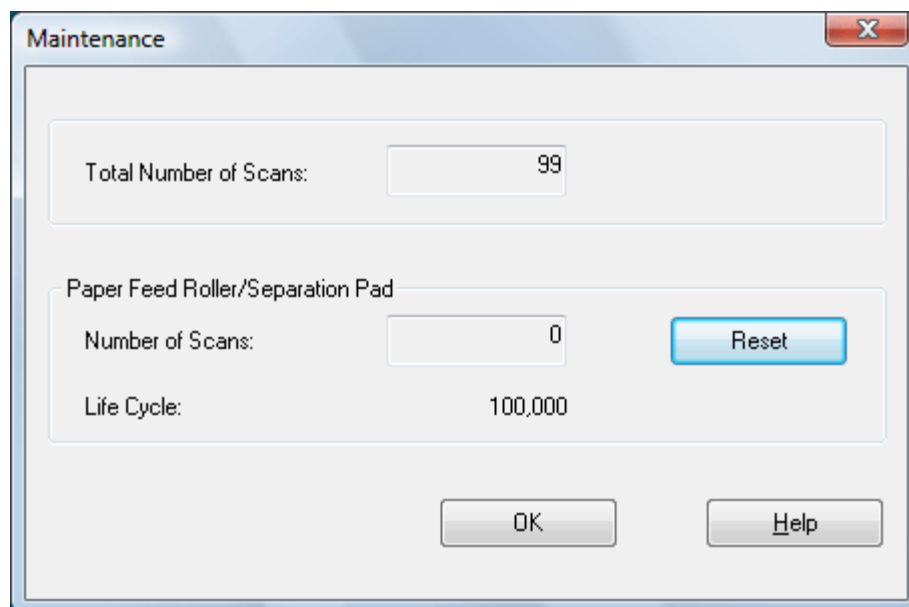 Maintenance
Total Number of Scans: 99
Paper Feed Roller/Separation Pad
Number of Scans: 0 Reset
Life Cycle: 100,000
OK Help